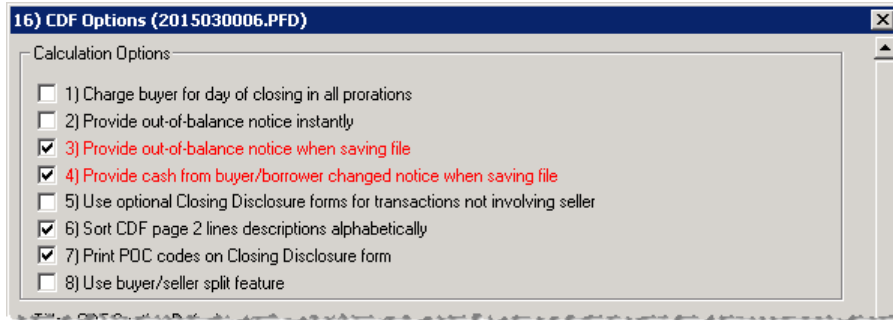 16) CDF Options (2015030006.PFD)
Calculation Options
1) Charge buyer for day of closing in all prorations
2) Provide out-of-balance notice instantly
3) Provide out-of-balance notice when saving file
4) Provide cash from buyer/borrower changed notice when saving file
5) Use optional Closing Disclosure forms for transactions not involving seller
6) Sort CDF page 2 lines descriptions alphabetically
7) Print POC codes on Closing Disclosure form
8) Use buyer/seller split feature